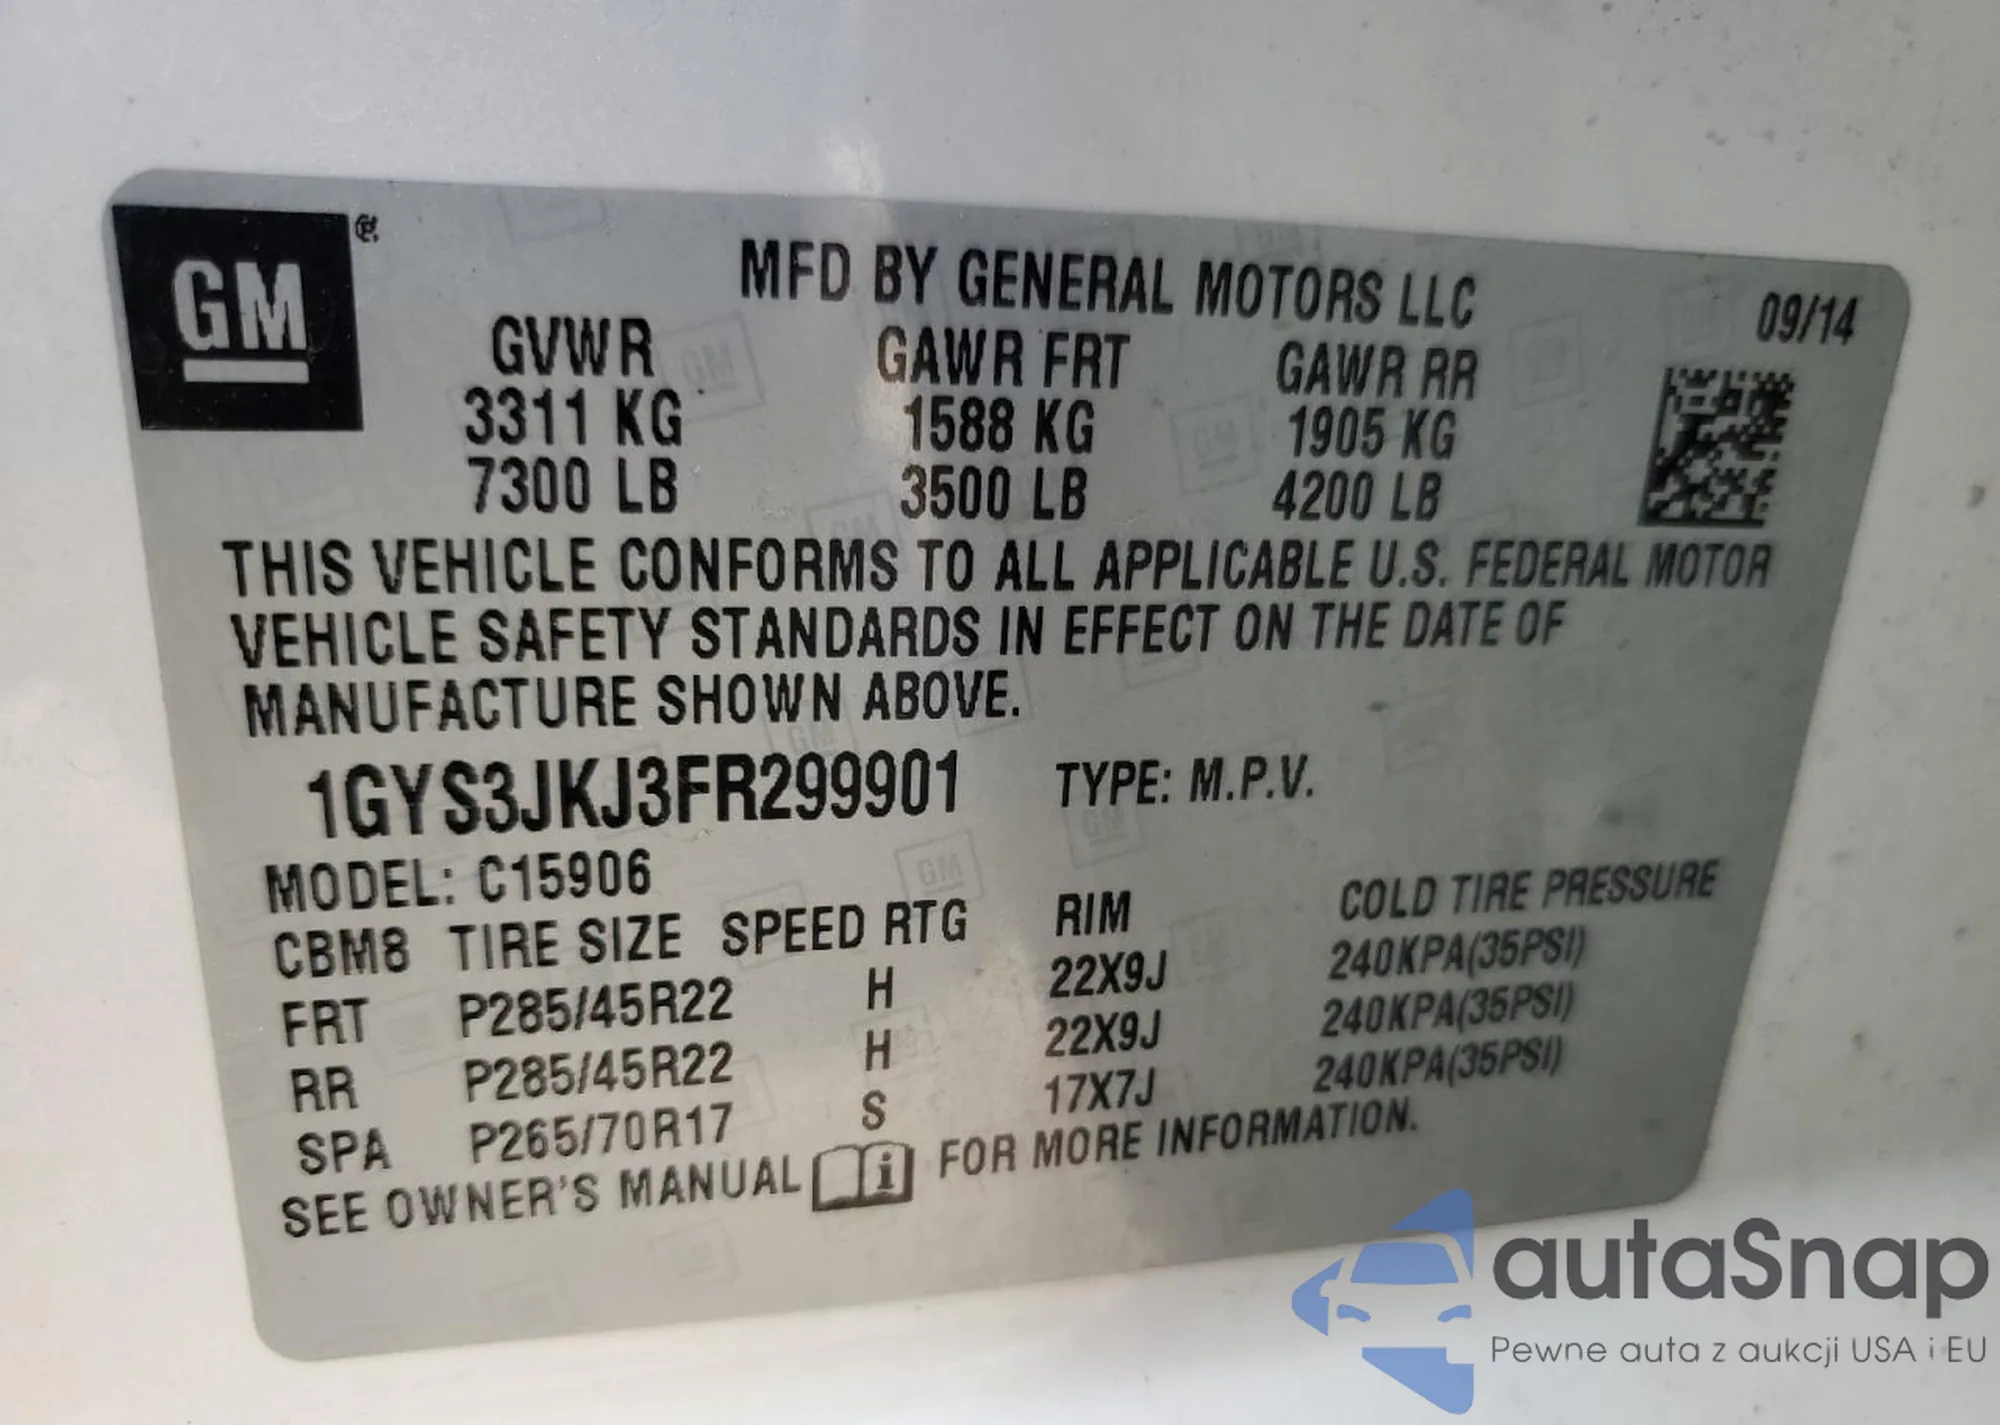 GM
MFD BY GENERAL MOTORS LLC
09/14
GVWR GAWR FRT GAWR RR
3311 KG 1588 KG 1905 KG
7300 LB 3500 LB 4200 LB
THIS VEHICLE CONFORMS TO ALL APPLICABLE U.S. FEDERAL MOTOR
VEHICLE SAFETY STANDARDS IN EFFECT ON THE DATE OF
MANUFACTURE SHOWN ABOVE.
1GYS3JKJ3FR299901 TYPE: M.P.V.
MODEL: C15906
CBM8 TIRE SIZE SPEED RTG RIM COLD TIRE PRESSURE
FRT P285/45R22 H 22X9J 240KPA(35PSI)
RR P285/45R22 H 22X9J 240KPA(35PSI)
SPA P265/70R17 S 17X7J 240KPA(35PSI)
SEE OWNER'S MANUAL i FOR MORE INFORMATION.
autaSnap
Pewne auta z aukcji USA i EU